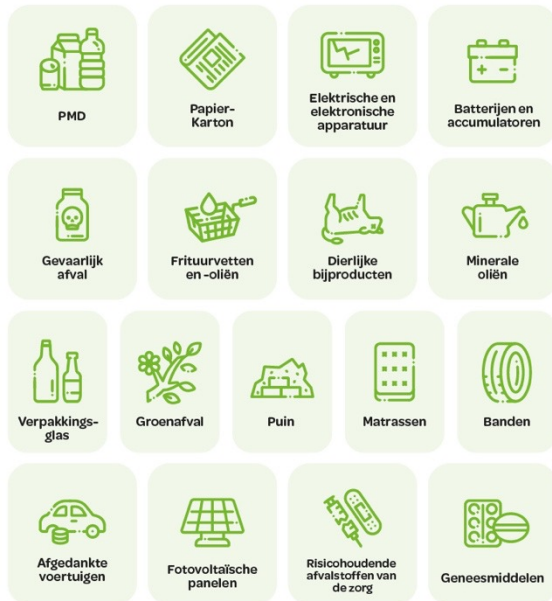 PMD
Papier-
Karton
Elektrische en
elektronische
apparatuur
Batterijen en
accumulatoren
Gevaarlijk
afval
Frituurvetten
en -oliën
Dierlijke
bijproducten
Minerale
oliën
Verpakkings-
glas
Groenafval
Puin
Matrassen
Banden
Afgedankte
voertuigen
Fotovoltaïsche
panelen
Risicohoudende
afvalstoffen van
de zorg
Geneesmiddelen